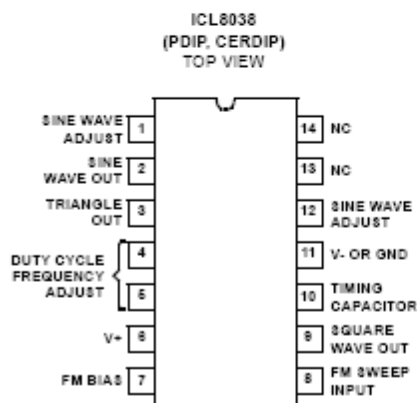 ICL8038
(PDIP, CERDIP)
TOP VIEW
SINE WAVE
ADJUST
1
SINE
WAVE OUT
2
TRIANGLE
OUT
3
DUTY CYCLE
FREQUENCY
ADJUST
4
5
V+
6
FM BIAS
7
14
NC
13
NC
12
SINE WAVE
ADJUST
11
V- OR GND
10
TIMING
CAPACITOR
9
SQUARE
WAVE OUT
8
FM SWEEP
INPUT